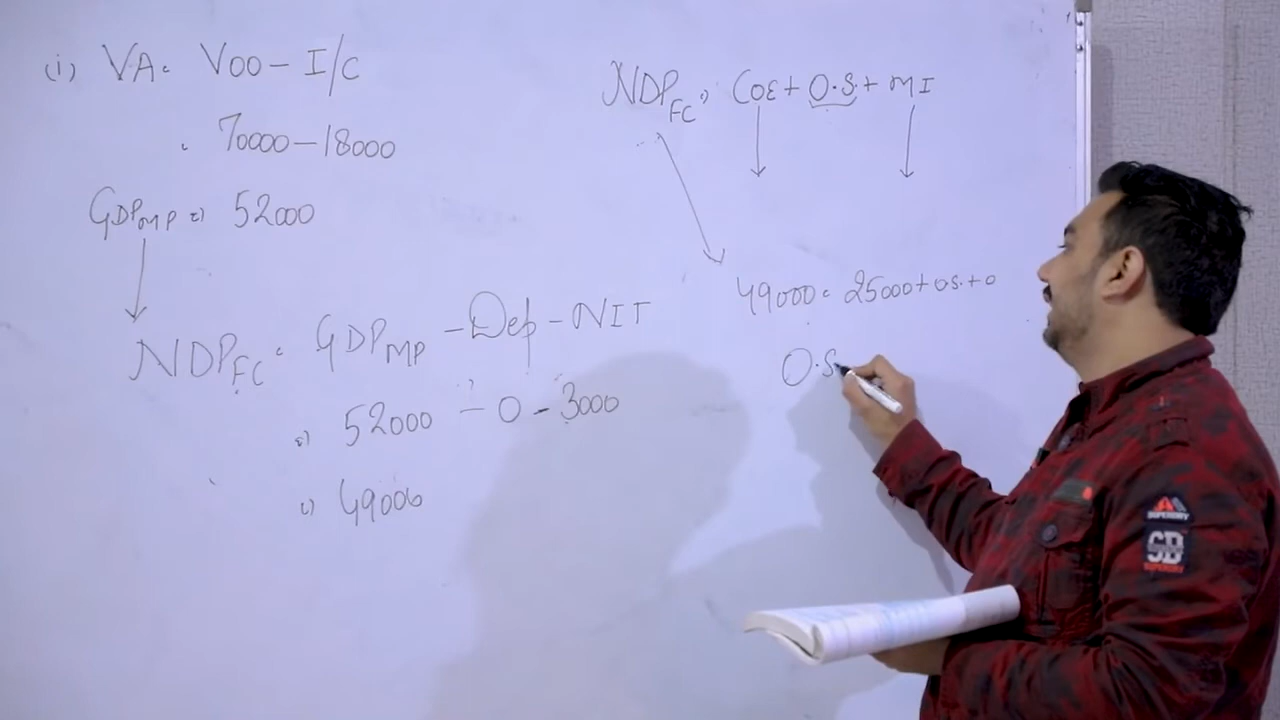 (i) VA = VOO - I/C
= 70000 - 18000
GDPMP = 52000
NDPFC = GDPMP - Dep - NIT
= 52000 - 0 - 3000
= 49000
NDPFC = COE + O.S. + MI
49000 = 25000 + O.S. + 0
O.S
SUPERDRY
SUPERDRY